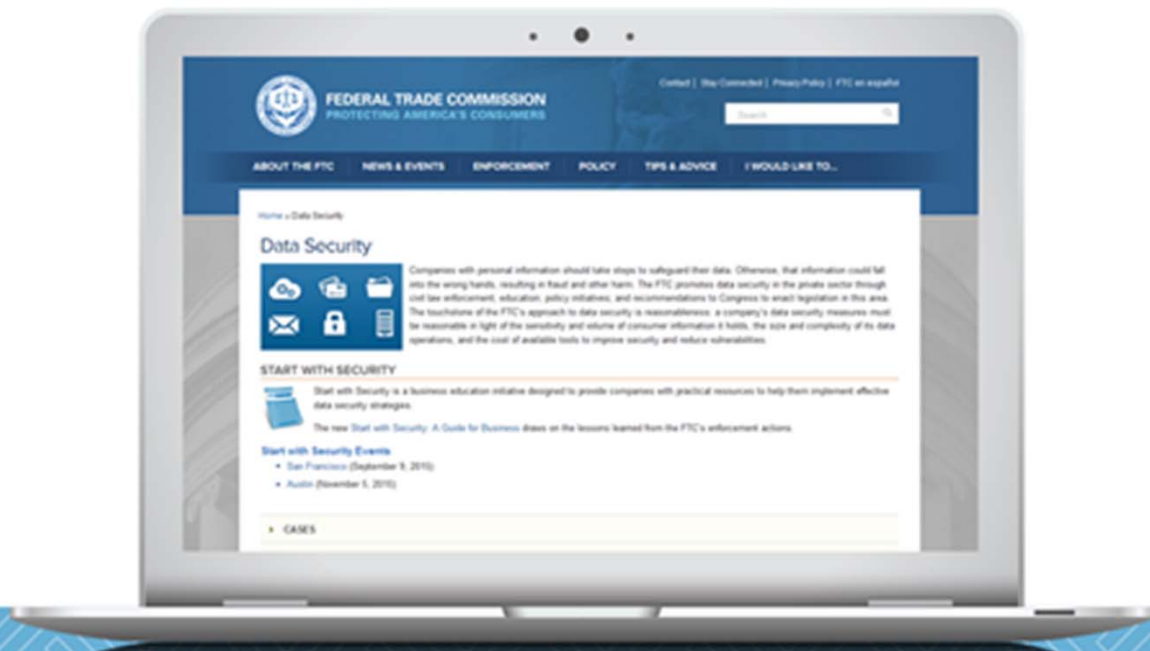 Contact | Stay Connected | Privacy Policy | FTC en español
FEDERAL TRADE COMMISSION
PROTECTING AMERICA'S CONSUMERS
Search
ABOUT THE FTC NEWS & EVENTS ENFORCEMENT POLICY TIPS & ADVICE I WOULD LIKE TO...
Home » Data Security
Data Security
Companies with personal information should take steps to safeguard their data. Otherwise, that information could fall
into the wrong hands, resulting in fraud and other harm. The FTC promotes data security in the private sector through
civil law enforcement, education, policy initiatives, and recommendations to Congress to enact legislation in this area.
The touchstone of the FTC's approach to data security is reasonableness: a company's data security measures must
be reasonable in light of the sensitivity and volume of consumer information it holds, the size and complexity of its data
operations, and the cost of available tools to improve security and reduce vulnerabilities.
START WITH SECURITY
Start with Security is a business education initiative designed to provide companies with practical resources to help them implement effective
data security strategies.
The new Start with Security: A Guide for Business draws on the lessons learned from the FTC's enforcement actions.
Start with Security Events
• San Francisco (September 9, 2015)
• Austin (November 5, 2015)
CASES